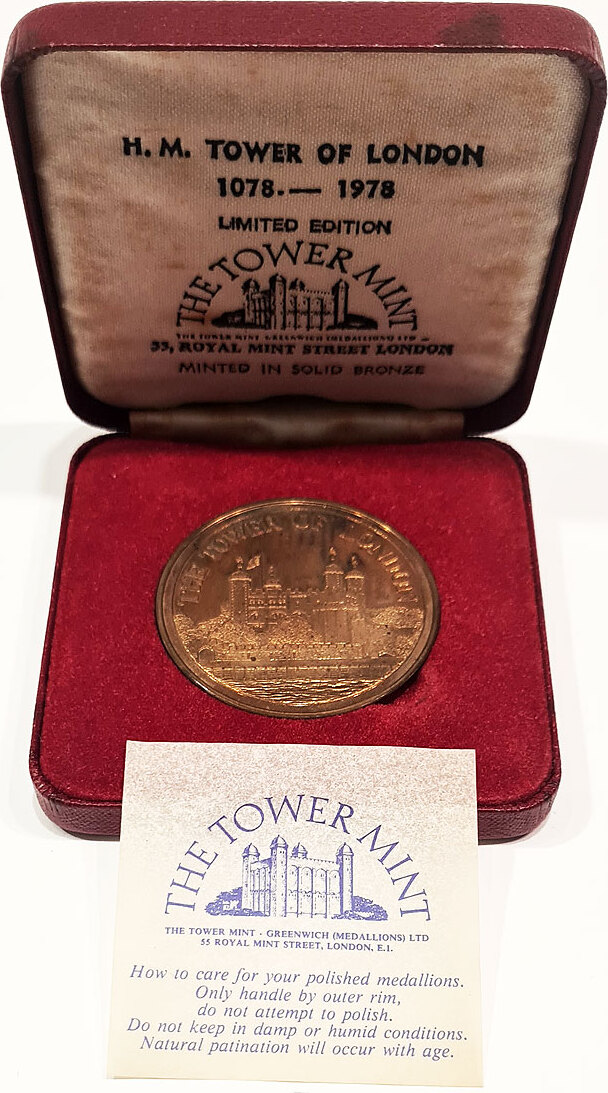 H. M. TOWER OF LONDON
1078.— 1978
LIMITED EDITION
THE TOWER MINT
THE TOWER MINT GREENWICH (MEDALLIONS) LTD
55, ROYAL MINT STREET LONDON
MINTED IN SOLID BRONZE
THE TOWER OF LONDON
THE TOWER MINT
THE TOWER MINT · GREENWICH (MEDALLIONS) LTD
55 ROYAL MINT STREET, LONDON, E.1.
How to care for your polished medallions.
Only handle by outer rim,
do not attempt to polish.
Do not keep in damp or humid conditions.
Natural patination will occur with age.